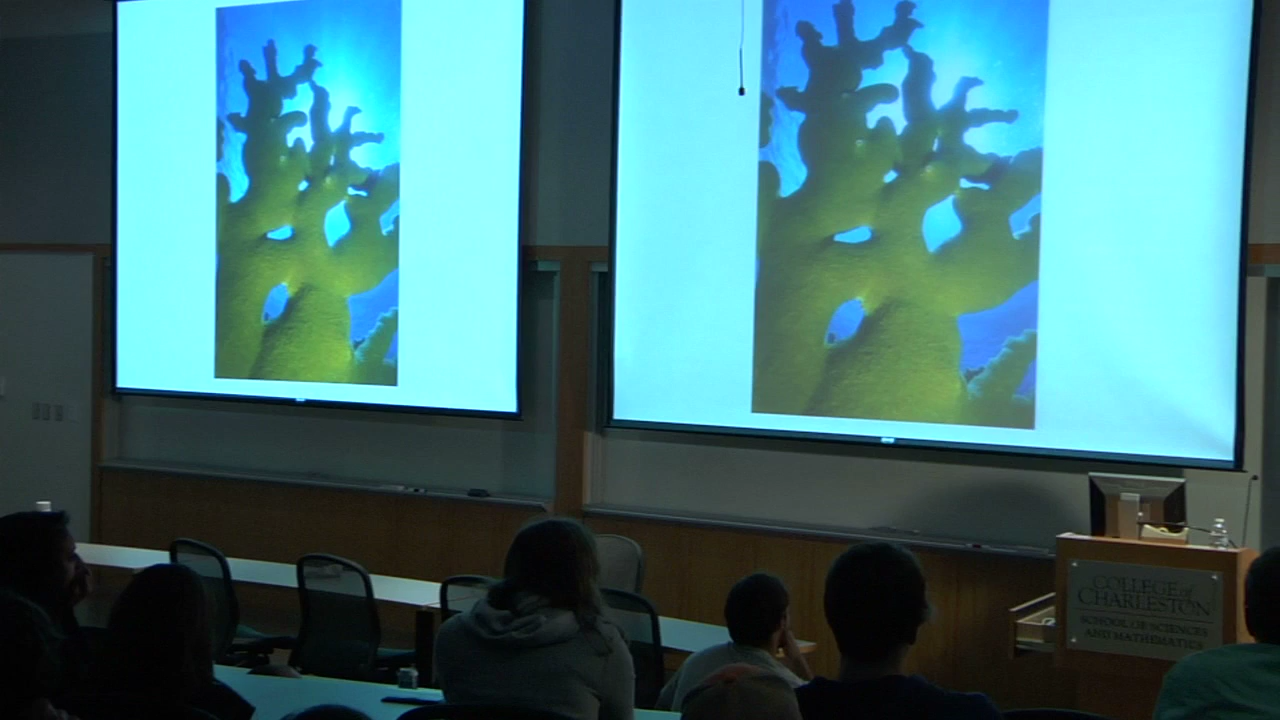 COLLEGE of
CHARLESTON
SCHOOL OF SCIENCES
AND MATHEMATICS